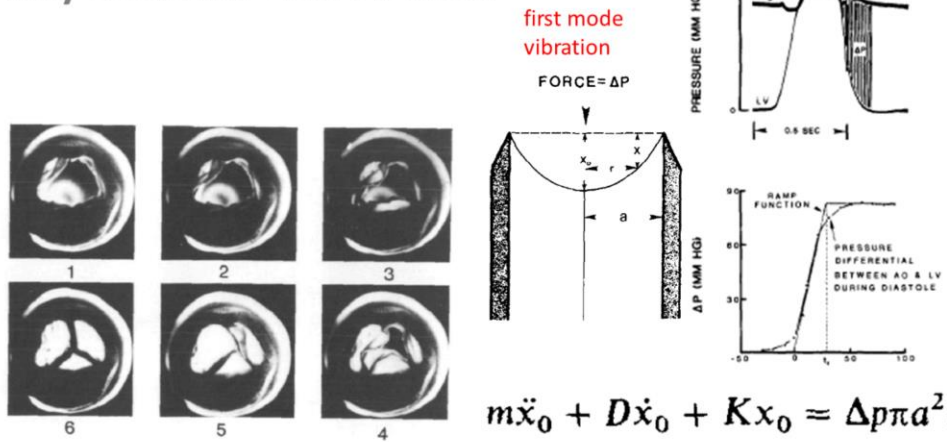 1
2
3
6
5
4
first mode
vibration
FORCE=ΔP
X₀
X
r
a
PRESSURE (MM HG)
0
LV
ΔP
0.5 SEC
ΔP (MM HG)
90
60
30
-50
0
t₁
50
100
RAMP
FUNCTION
PRESSURE
DIFFERENTIAL
BETWEEN AO & LV
DURING DIASTOLE
mẍ₀ + Dẋ₀ + Kx₀ = Δpπa²